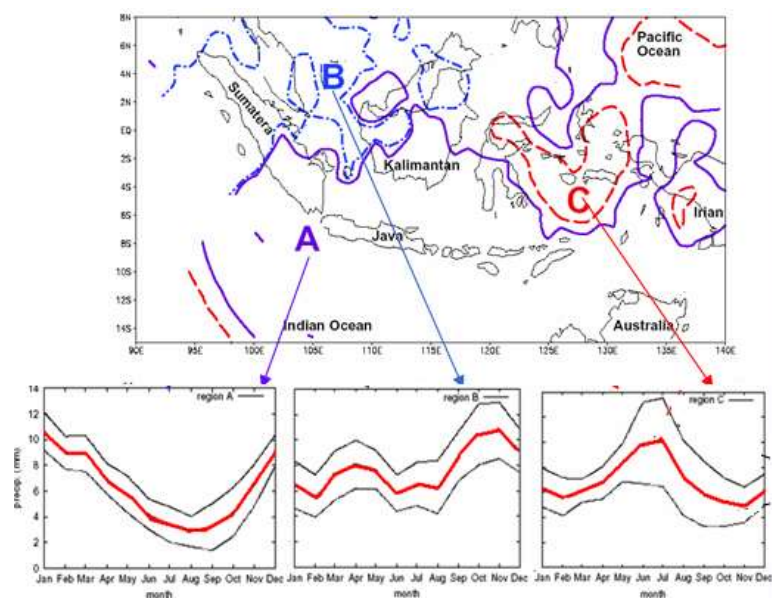 8N
6N
4N
2N
EQ
2S
4S
6S
8S
10S
12S
14S
90E 95E 100E 105E 110E 115E 120E 125E 130E 135E 140E
Pacific
Ocean
B
Sumatera
Kalimantan
C
Irian
A
Java
Indian Ocean
Australia
14
12
10
8
6
4
2
0
precip. (mm)
region A
Jan Feb Mar Apr May Jun Jul Aug Sep Oct Nov Dec
month
region B
Jan Feb Mar Apr May Jun Jul Aug Sep Oct Nov Dec
month
region C
Jan Feb Mar Apr May Jun Jul Aug Sep Oct Nov Dec
month